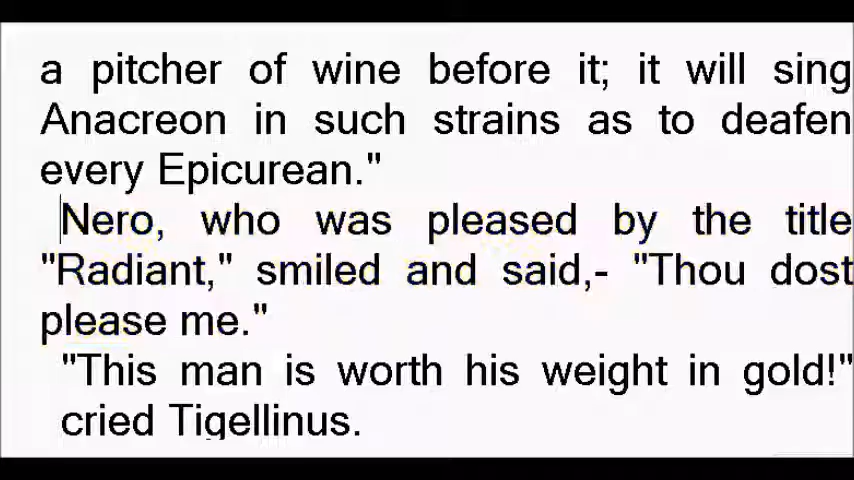 a pitcher of wine before it; it will sing
Anacreon in such strains as to deafen
every Epicurean."
Nero, who was pleased by the title
"Radiant," smiled and said,- "Thou dost
please me."
"This man is worth his weight in gold!"
cried Tigellinus.